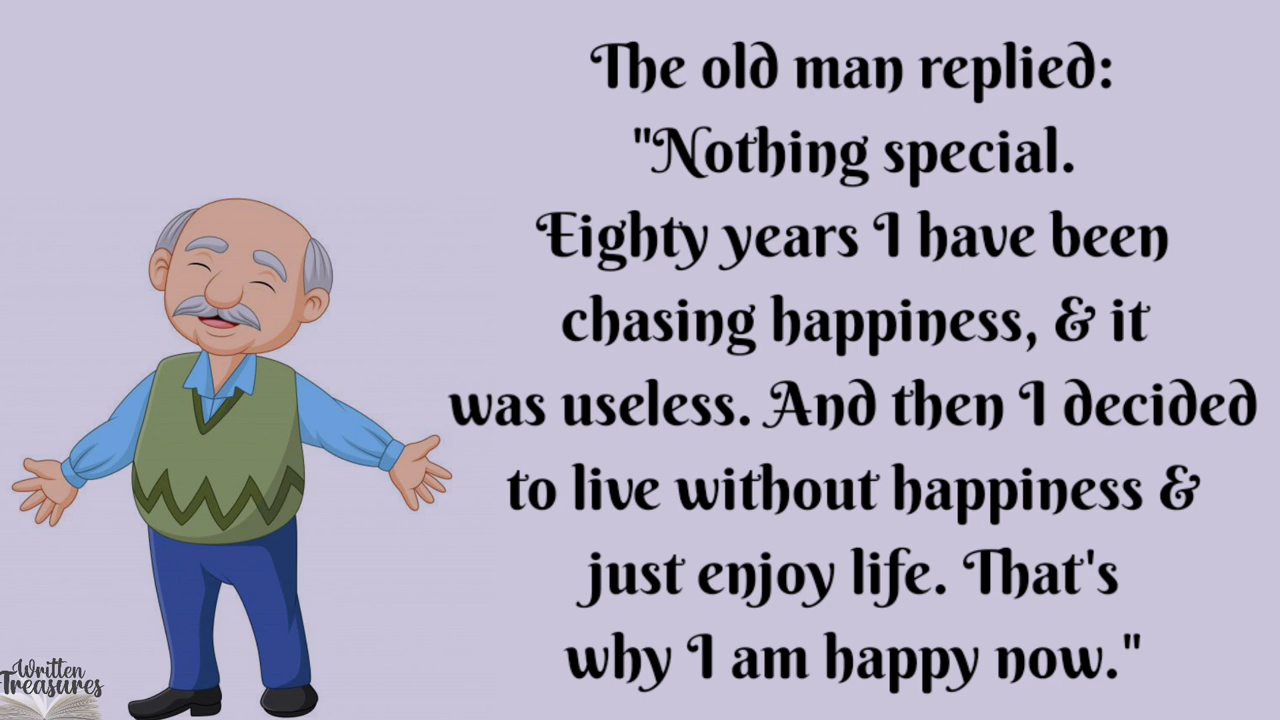 The old man replied:
"Nothing special.
Eighty years I have been
chasing happiness, & it
was useless. And then I decided
to live without happiness &
just enjoy life. That's
why I am happy now."
Written
Treasures